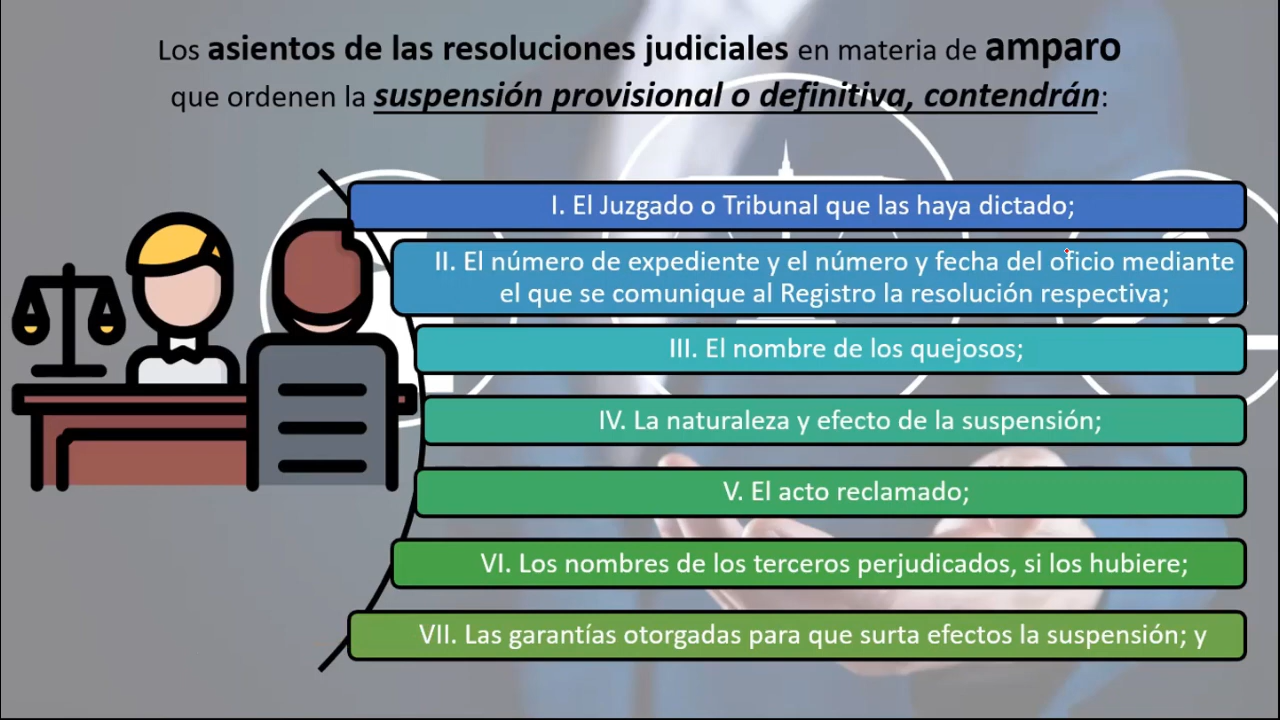 Los asientos de las resoluciones judiciales en materia de amparo
que ordenen la suspensión provisional o definitiva, contendrán:
I. El Juzgado o Tribunal que las haya dictado;
II. El número de expediente y el número y fecha del oficio mediante
el que se comunique al Registro la resolución respectiva;
III. El nombre de los quejosos;
IV. La naturaleza y efecto de la suspensión;
V. El acto reclamado;
VI. Los nombres de los terceros perjudicados, si los hubiere;
VII. Las garantías otorgadas para que surta efectos la suspensión; y